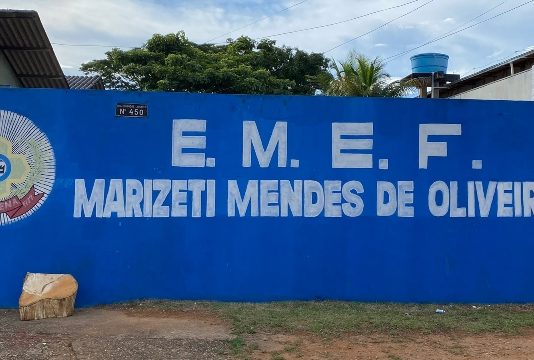 Nº 450
E. M. E. F.
MARIZETI MENDES DE OLIVEIR